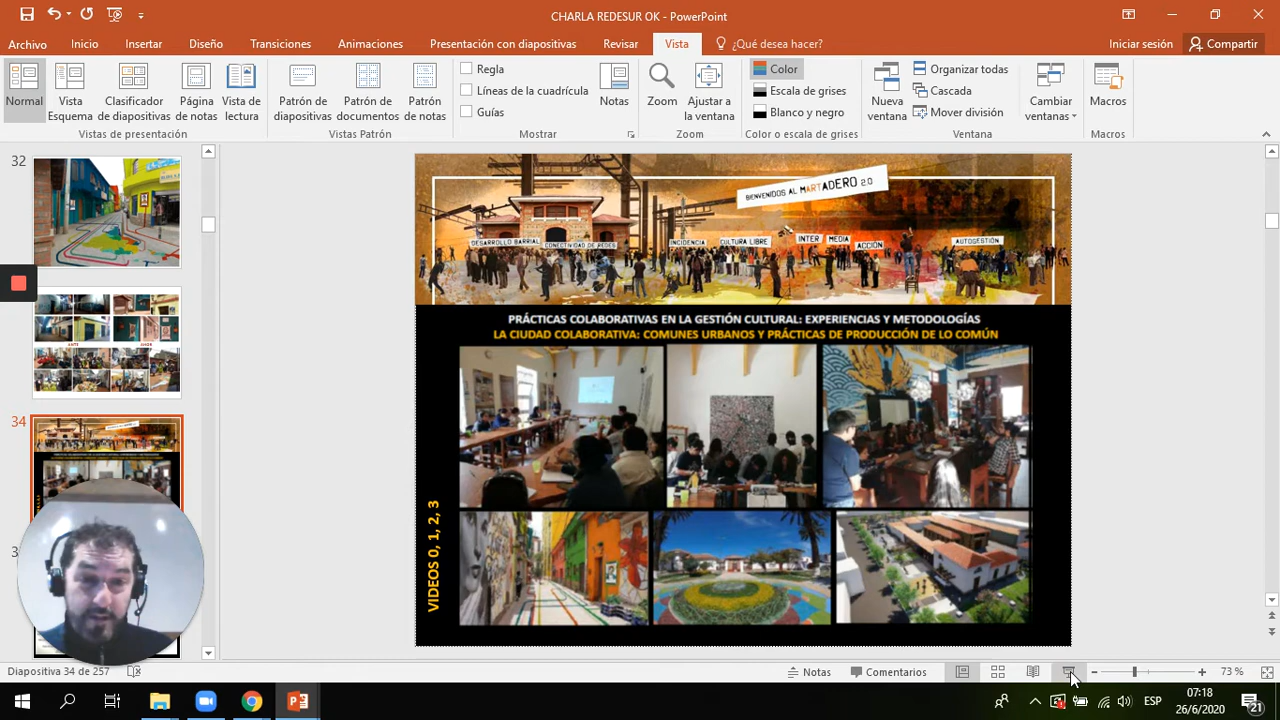 CHARLA REDESUR OK - PowerPoint
Archivo Inicio Insertar Diseño Transiciones Animaciones Presentación con diapositivas Revisar Vista ¿Qué desea hacer? Iniciar sesión Compartir
Normal
Vista Esquema
Clasificador de diapositivas
Página de notas
Vista de lectura
Vistas de presentación
Patrón de diapositivas
Patrón de documentos
Patrón de notas
Vistas Patrón
Regla
Líneas de la cuadrícula
Guías
Mostrar
Notas
Zoom
Ajustar a la ventana
Zoom
Color
Escala de grises
Blanco y negro
Color o escala de grises
Nueva ventana
Organizar todas
Cascada
Mover división
Ventana
Cambiar ventanas
Macros
Macros
32
34
BENVENIDOS AL MARTADERO 2.0
DESARROLLO BARRIAL
CONECTIVIDAD DE REDES
INCIDENCIA
CULTURA LIBRE
INTER
MEDIA
ACCIÓN
AUTOGESTIÓN
PRÁCTICAS COLABORATIVAS EN LA GESTIÓN CULTURAL: EXPERIENCIAS Y METODOLOGÍAS
LA CIUDAD COLABORATIVA: COMUNES URBANOS Y PRÁCTICAS DE PRODUCCIÓN DE LO COMÚN
VIDEOS 0, 1, 2, 3
Diapositiva 34 de 257
Notas
Comentarios
73 %
ESP
07:18
26/6/2020
21